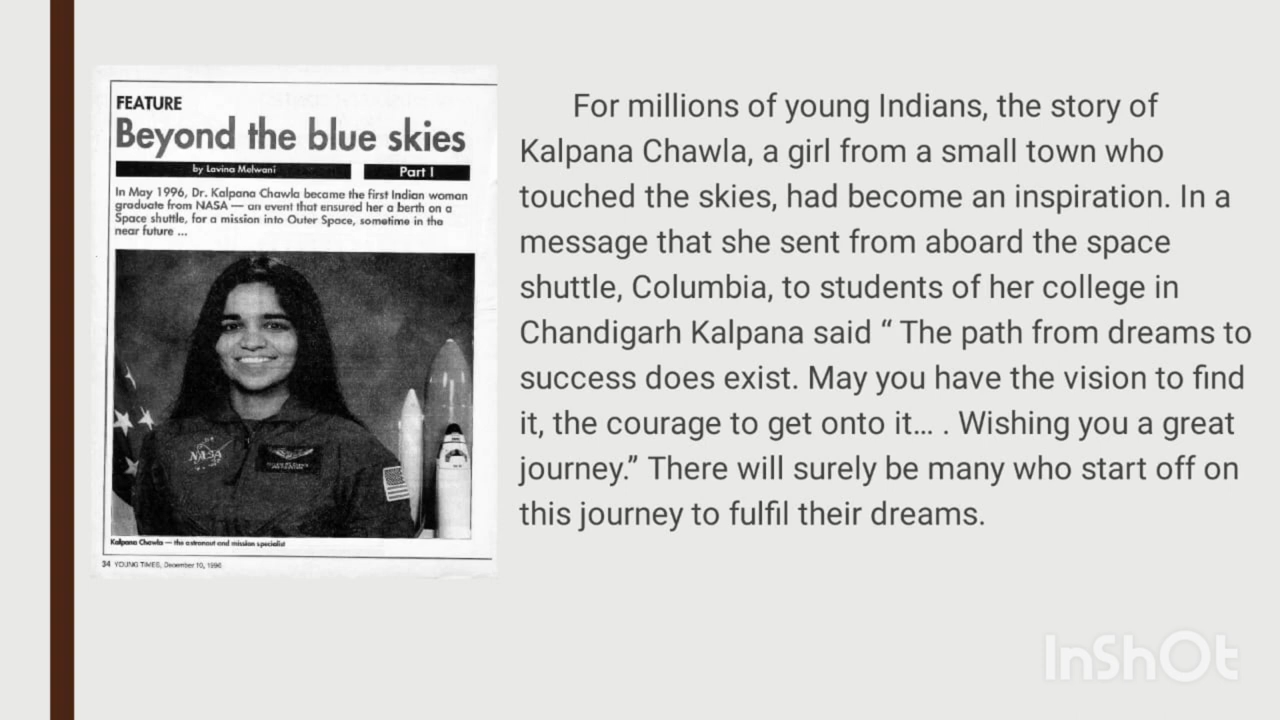 FEATURE
Beyond the blue skies
by Lavina Melwani
Part I
In May 1996, Dr. Kalpana Chawla became the first Indian woman
graduate from NASA — an event that ensured her a berth on a
Space shuttle, for a mission into Outer Space, sometime in the
near future ...
NASA
Kalpana Chawla — the astronaut and mission specialist
34 YOUNG TIMES, December 10, 1996
For millions of young Indians, the story of
Kalpana Chawla, a girl from a small town who
touched the skies, had become an inspiration. In a
message that she sent from aboard the space
shuttle, Columbia, to students of her college in
Chandigarh Kalpana said “ The path from dreams to
success does exist. May you have the vision to find
it, the courage to get onto it... . Wishing you a great
journey.” There will surely be many who start off on
this journey to fulfil their dreams.
InShOt